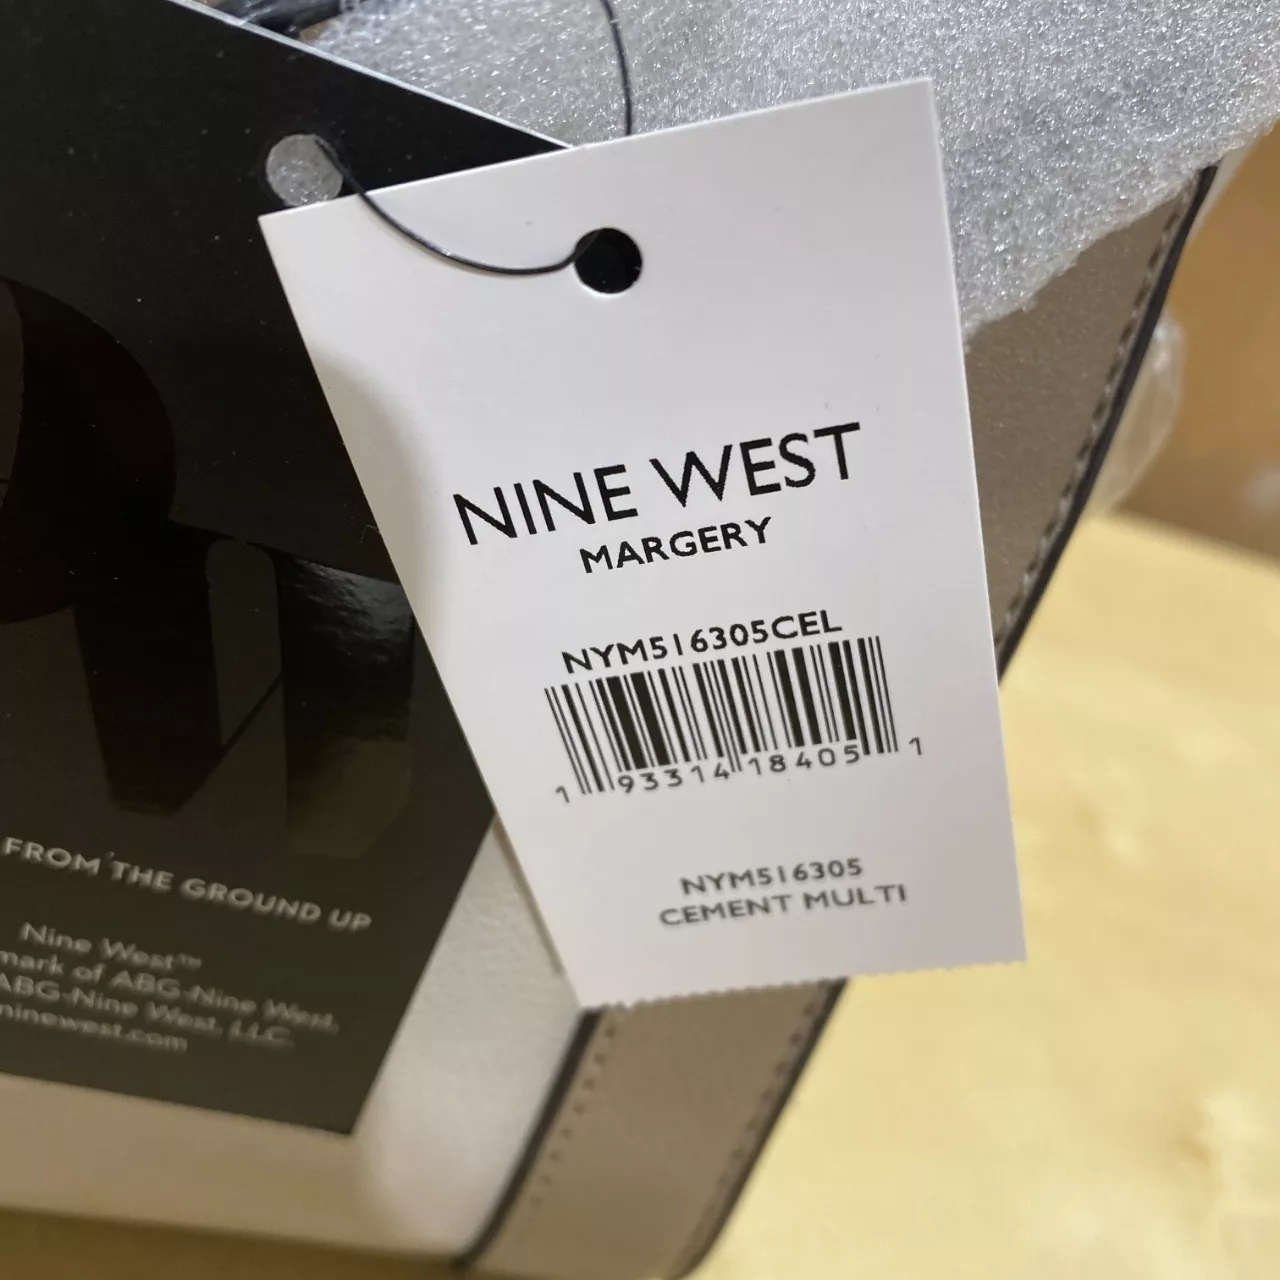 NINE WEST
MARGERY
NYM516305CEL
1 93314 18405 1
NYM516305
CEMENT MULTI
FROM THE GROUND UP
Nine West™
mark of ABG-Nine West,
ABG-Nine West, LLC.
ninewest.com